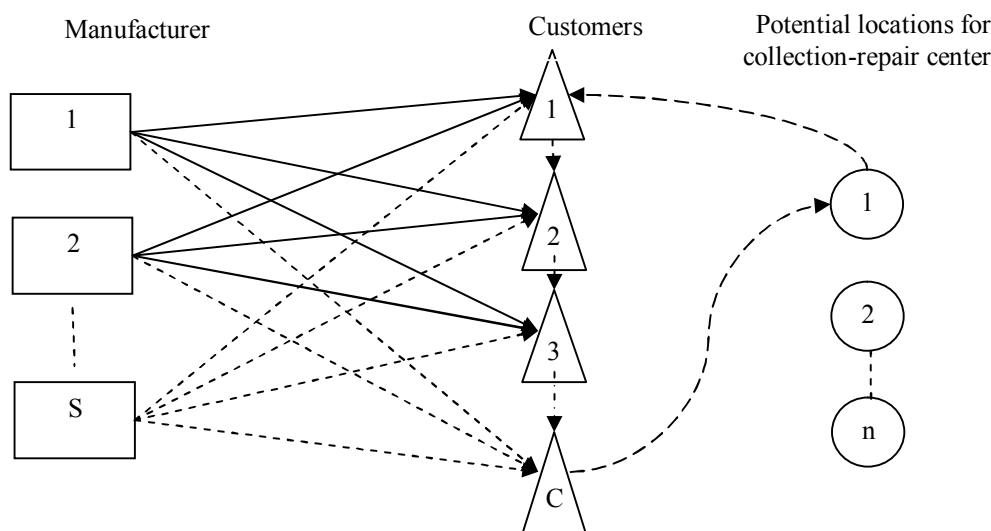 Manufacturer
Customers
Potential locations for
collection-repair center
1
2
S
1
2
3
C
1
2
n